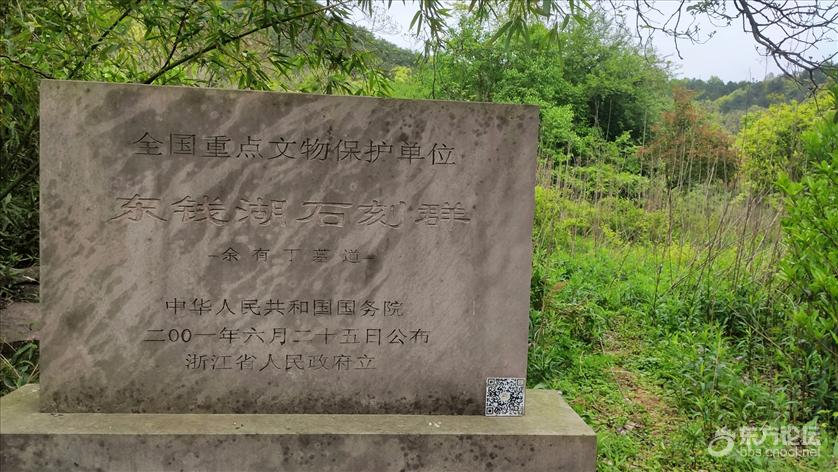 全国重点文物保护单位
东钱湖石刻群
—余有丁墓道—
中华人民共和国国务院
二00一年六月二十五日公布
浙江省人民政府立
东方论坛
bbs.cnool.net